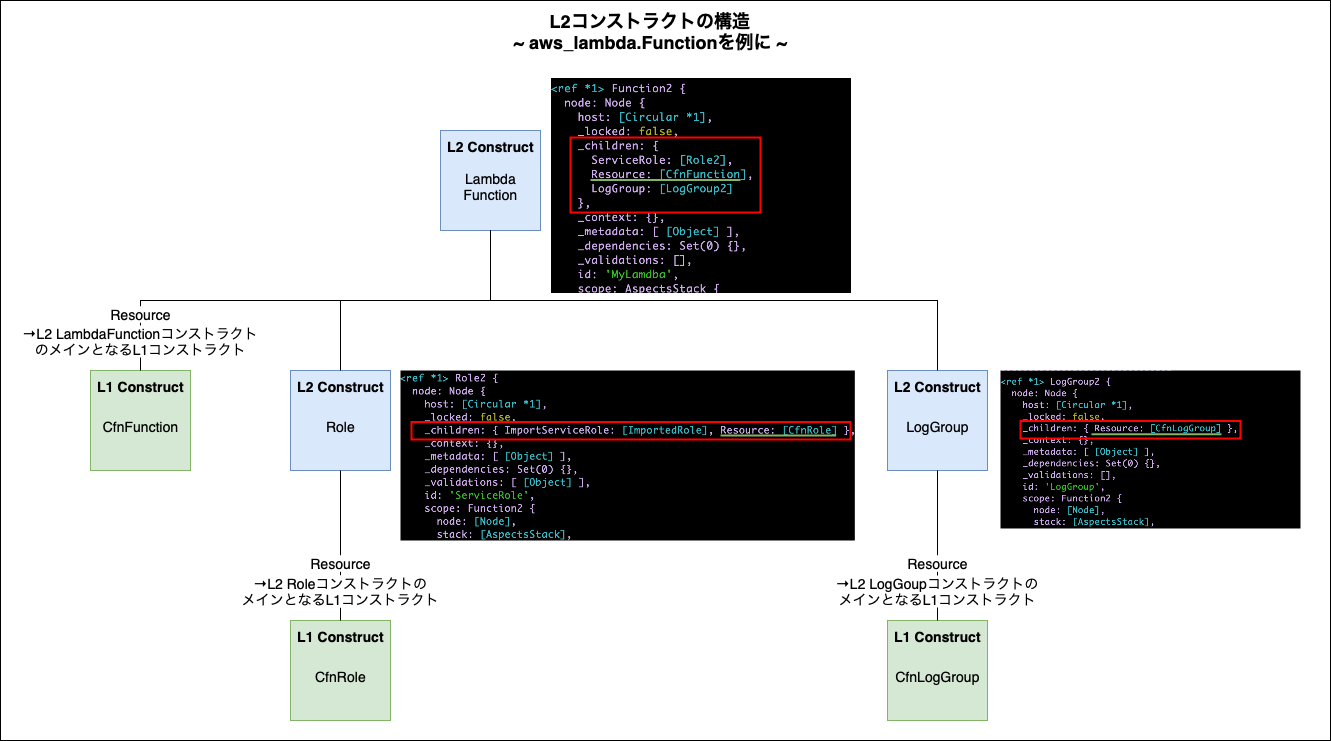 L2コンストラクトの構造
~ aws_lambda.Functionを例に ~
L2 Construct
Lambda
Function
<ref *1> Function2 {
node: Node {
host: [Circular *1],
_locked: false,
_children: {
ServiceRole: [Role2],
Resource: [CfnFunction],
LogGroup: [LogGroup2]
},
_context: {},
_metadata: [ [Object] ],
_dependencies: Set(0) {},
_validations: [],
id: 'MyLamdba',
scope: AspectsStack {
Resource
→L2 LambdaFunctionコンストラクト
のメインとなるL1コンストラクト
L1 Construct
CfnFunction
L2 Construct
Role
<ref *1> Role2 {
node: Node {
host: [Circular *1],
_locked: false,
_children: { ImportServiceRole: [ImportedRole], Resource: [CfnRole] },
_context: {},
_metadata: [ [Object] ],
_dependencies: Set(0) {},
_validations: [ [Object] ],
id: 'ServiceRole',
scope: Function2 {
node: [Node],
stack: [AspectsStack],
L2 Construct
LogGroup
<ref *1> LogGroup2 {
node: Node {
host: [Circular *1],
_locked: false,
_children: { Resource: [CfnLogGroup] },
_context: {},
_metadata: [ [Object] ],
_dependencies: Set(0) {},
_validations: [],
id: 'LogGroup',
scope: Function2 {
node: [Node],
stack: [AspectsStack],
Resource
→L2 Roleコンストラクトの
メインとなるL1コンストラクト
L1 Construct
CfnRole
Resource
→L2 LogGoupコンストラクトの
メインとなるL1コンストラクト
L1 Construct
CfnLogGroup